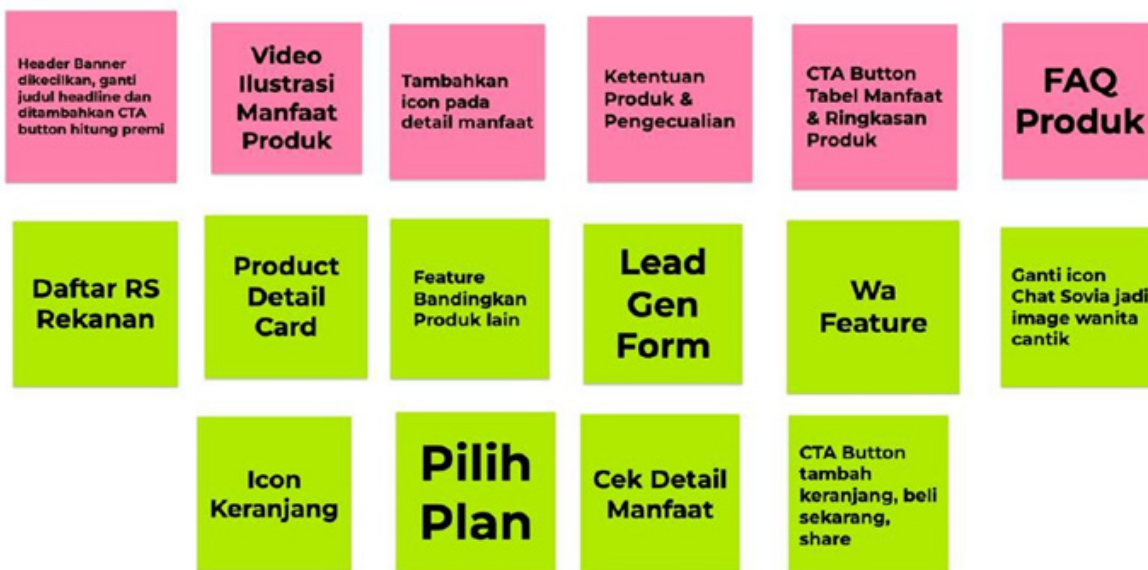 Header Banner
dikecilkan, ganti
judul headline dan
ditambahkan CTA
button hitung premi
Video
Ilustrasi
Manfaat
Produk
Tambahkan
icon pada
detail manfaat
Ketentuan
Produk &
Pengecualian
CTA Button
Tabel Manfaat
& Ringkasan
Produk
FAQ
Produk
Daftar RS
Rekanan
Product
Detail
Card
Feature
Bandingkan
Produk lain
Lead
Gen
Form
Wa
Feature
Ganti icon
Chat Sovia jadi
image wanita
cantik
Icon
Keranjang
Pilih
Plan
Cek Detail
Manfaat
CTA Button
tambah
keranjang, beli
sekarang,
share